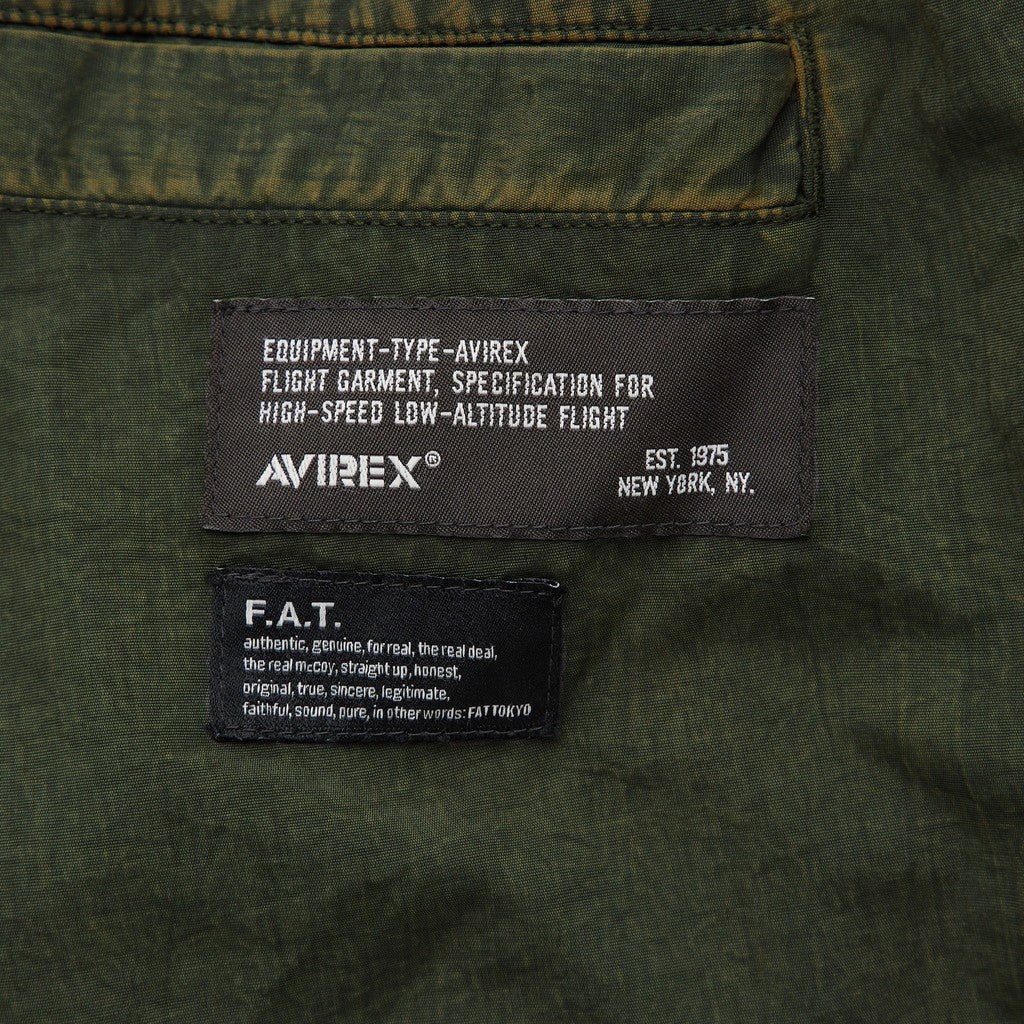 EQUIPMENT-TYPE-AVIREX
FLIGHT GARMENT, SPECIFICATION FOR
HIGH-SPEED LOW-ALTITUDE FLIGHT
AVIREX®
EST. 1975
NEW YORK, NY.
F.A.T.
authentic, genuine, for real, the real deal,
the real mccoy, straight up, honest,
original, true, sincere, legitimate,
faithful, sound, pure, in other words: FAT TOKYO